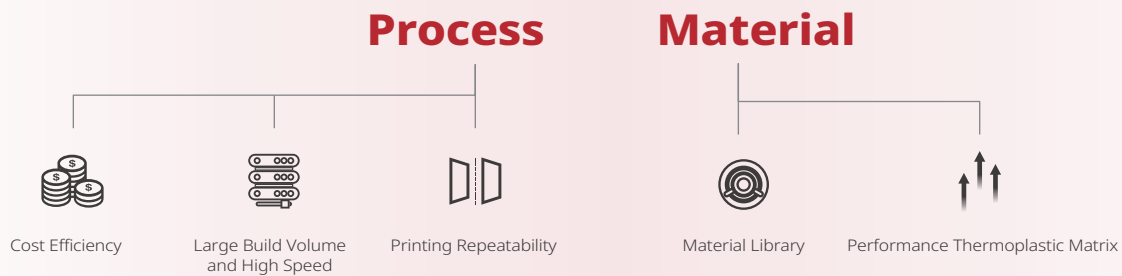 Process
Material
$
$
$
Cost Efficiency
Large Build Volume
and High Speed
Printing Repeatability
Material Library
Performance Thermoplastic Matrix